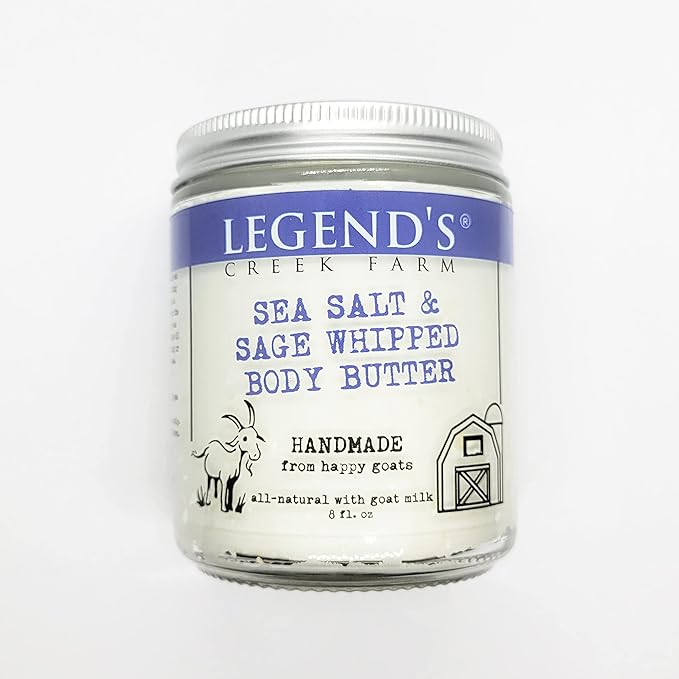 LEGEND'S®
CREEK FARM
SEA SALT &
SAGE WHIPPED
BODY BUTTER
HANDMADE
from happy goats
all-natural with goat milk
8 fl. oz